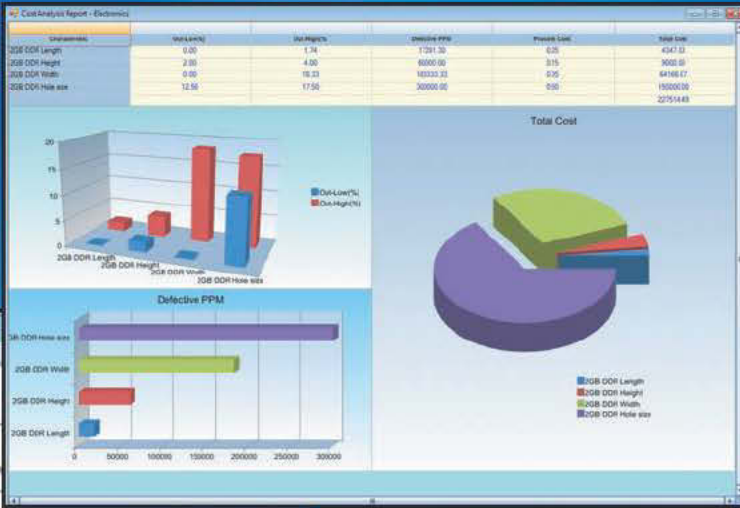 CostAnalysis Report - Electronics
Characteristic Out-Low(%) Out-High(% Defective PPM Process Cost Total Cost
2GB DDR Length 0.00 1.74 17391.30 0.25 4347.83
2GB DDR Height 2.00 4.00 60000.00 0.15 9000.00
2GB DDR Width 0.00 18.33 183333.33 0.35 64166.67
2GB DDR Hole size 12.50 17.50 300000.00 0.50 150000.00
20
15
10
5
0
2GB DDR Length
2GB DDR Height
2GB DDR Width
2GB DDR Hole size
Out-Low(%)
Out-High(%)
Total Cost
2GB DDR Length
2GB DDR Height
2GB DDR Width
2GB DDR Hole size
Defective PPM
GB DDR Hole size
2GB DDR Width
2GB DDR Height
2GB DDR Length
0 50000 100000 150000 200000 250000 300000